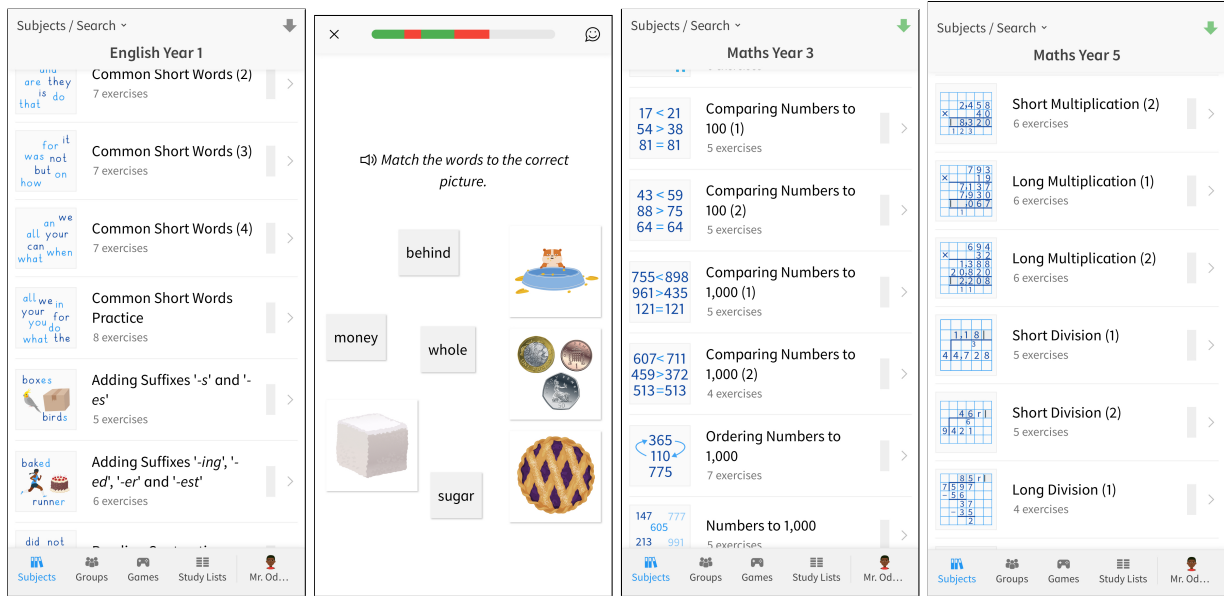 Subjects / Search
English Year 1
and
are they
is do
that
Common Short Words (2)
7 exercises
for it
was not
but on
how
Common Short Words (3)
7 exercises
an we
all your
can when
what
Common Short Words (4)
7 exercises
all we in
your for
you do
what the
Common Short Words
Practice
8 exercises
boxes
birds
Adding Suffixes '-s' and '-
es'
5 exercises
baked
runner
Adding Suffixes '-ing', '-
ed', '-er' and '-est'
6 exercises
did not
Subjects
Groups
Games
Study Lists
Mr. Od...
Match the words to the correct
picture.
behind
money
whole
sugar
Subjects / Search
Maths Year 3
17 < 21
54 > 38
81 = 81
Comparing Numbers to
100 (1)
5 exercises
43 < 59
88 > 75
64 = 64
Comparing Numbers to
100 (2)
5 exercises
755<898
961>435
121=121
Comparing Numbers to
1,000 (1)
5 exercises
607<711
459>372
513=513
Comparing Numbers to
1,000 (2)
4 exercises
365
110
775
Ordering Numbers to
1,000
7 exercises
147 777
605
213 991
Numbers to 1,000
5 exercises
Subjects
Groups
Games
Study Lists
Mr. Od...
Subjects / Search
Maths Year 5
Short Multiplication (2)
6 exercises
Long Multiplication (1)
6 exercises
Long Multiplication (2)
6 exercises
Short Division (1)
5 exercises
Short Division (2)
5 exercises
Long Division (1)
4 exercises
Subjects
Groups
Games
Study Lists
Mr. Od...